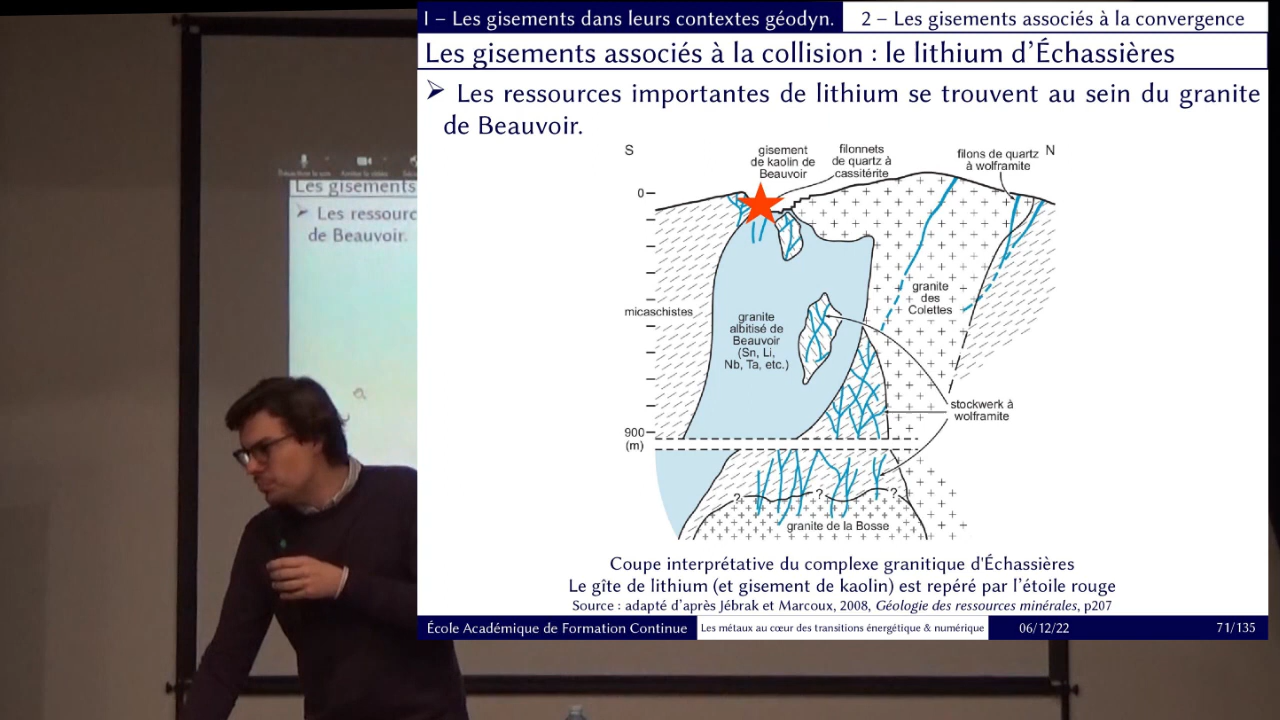 I – Les gisements dans leurs contextes géodyn.
2 – Les gisements associés à la convergence
Les gisements associés à la collision : le lithium d'Échassières
➤ Les ressources importantes de lithium se trouvent au sein du granite
de Beauvoir.
S
gisement
de kaolin de
Beauvoir
filonnets
de quartz à
cassitérite
filons de quartz
à wolframite
N
0
micaschistes
granite
albitisé de
Beauvoir
(Sn, Li,
Nb, Ta, etc.)
granite
des
Colettes
stockwerk à
wolframite
900
(m)
?
?
?
granite de la Bosse
Coupe interprétative du complexe granitique d'Échassières
Le gîte de lithium (et gisement de kaolin) est repéré par l'étoile rouge
Source : adapté d'après Jébrak et Marcoux, 2008, Géologie des ressources minérales, p207
École Académique de Formation Continue
Les métaux au cœur des transitions énergétique & numérique
06/12/22
71/135
Les gisements
➤ Les ressourc
de Beauvoir.